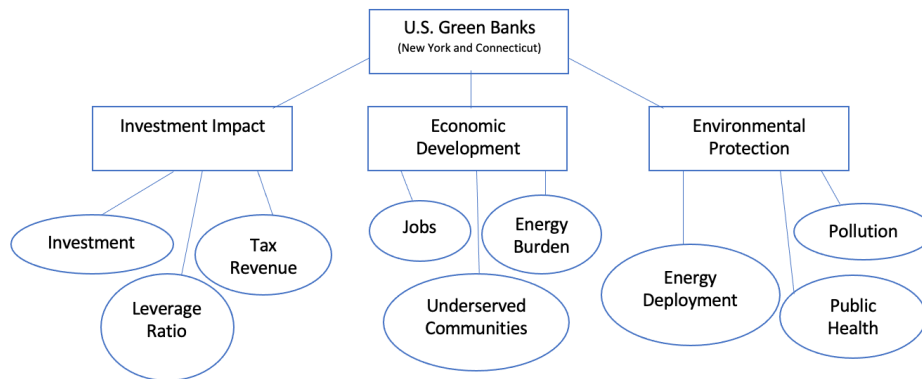 U.S. Green Banks
(New York and Connecticut)
Investment Impact
Economic
Development
Environmental
Protection
Investment
Leverage
Ratio
Tax
Revenue
Jobs
Underserved
Communities
Energy
Burden
Energy
Deployment
Public
Health
Pollution